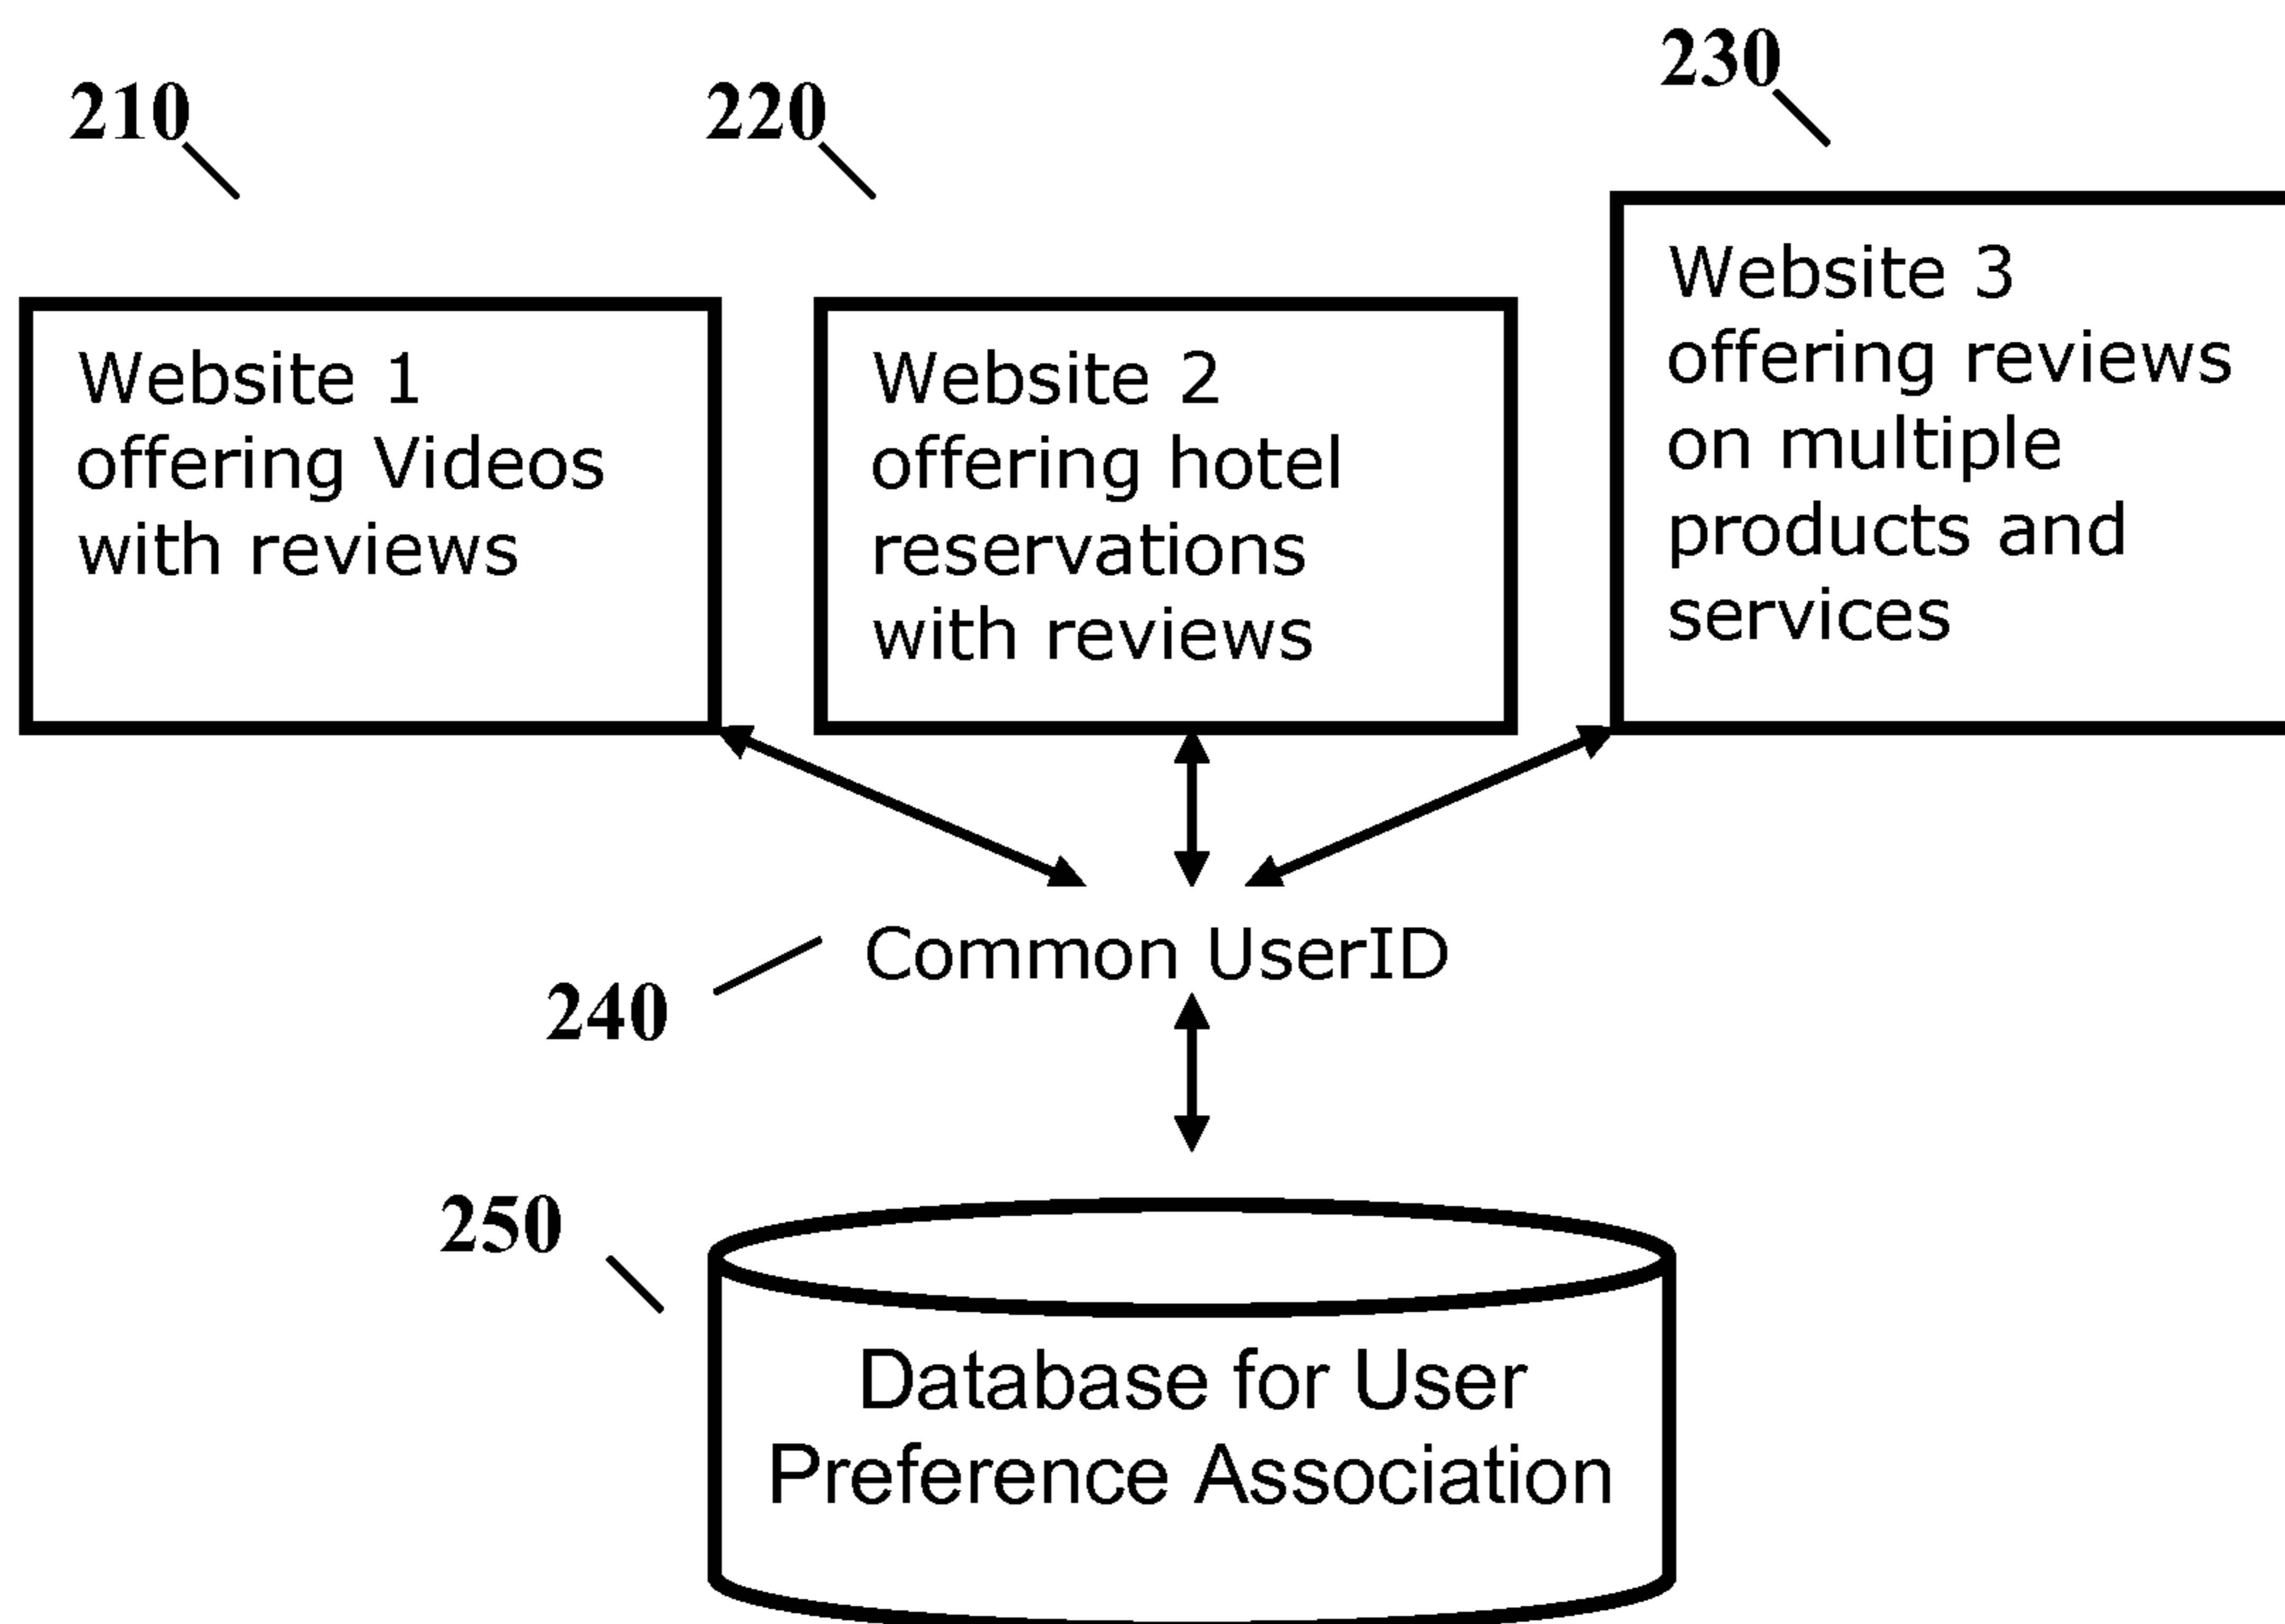 210
220
230
Website 1
offering Videos
with reviews
Website 2
offering hotel
reservations
with reviews
Website 3
offering reviews
on multiple
products and
services
Common UserID
240
250
Database for User
Preference Association